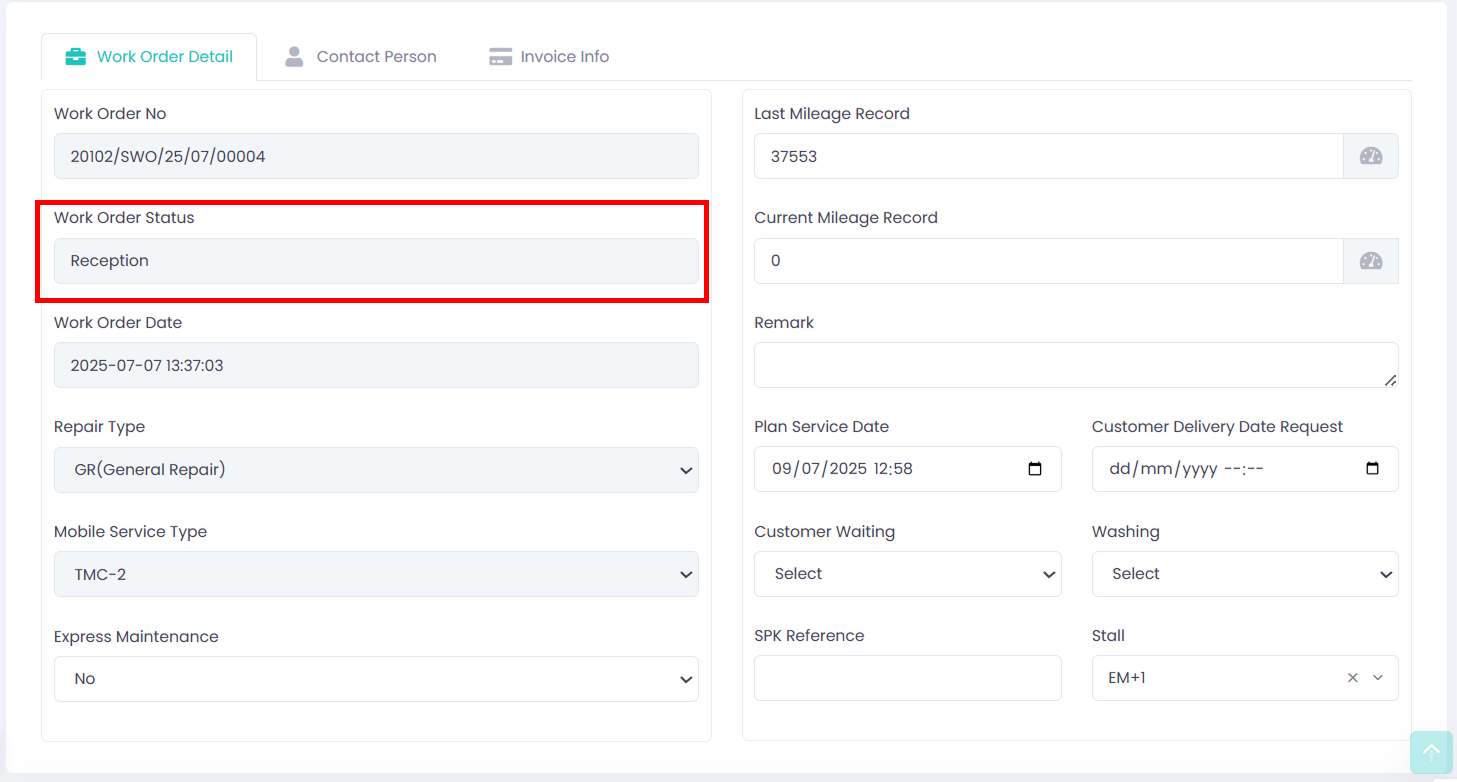 Work Order Detail
Contact Person
Invoice Info
Work Order No
20102/SWO/25/07/00004
Work Order Status
Reception
Work Order Date
2025-07-07 13:37:03
Repair Type
GR(General Repair)
Mobile Service Type
TMC-2
Express Maintenance
No
Last Mileage Record
37553
Current Mileage Record
0
Remark
Plan Service Date
09/07/2025 12:58
Customer Delivery Date Request
dd/mm/yyyy --:--
Customer Waiting
Select
Washing
Select
SPK Reference
Stall
EM+1